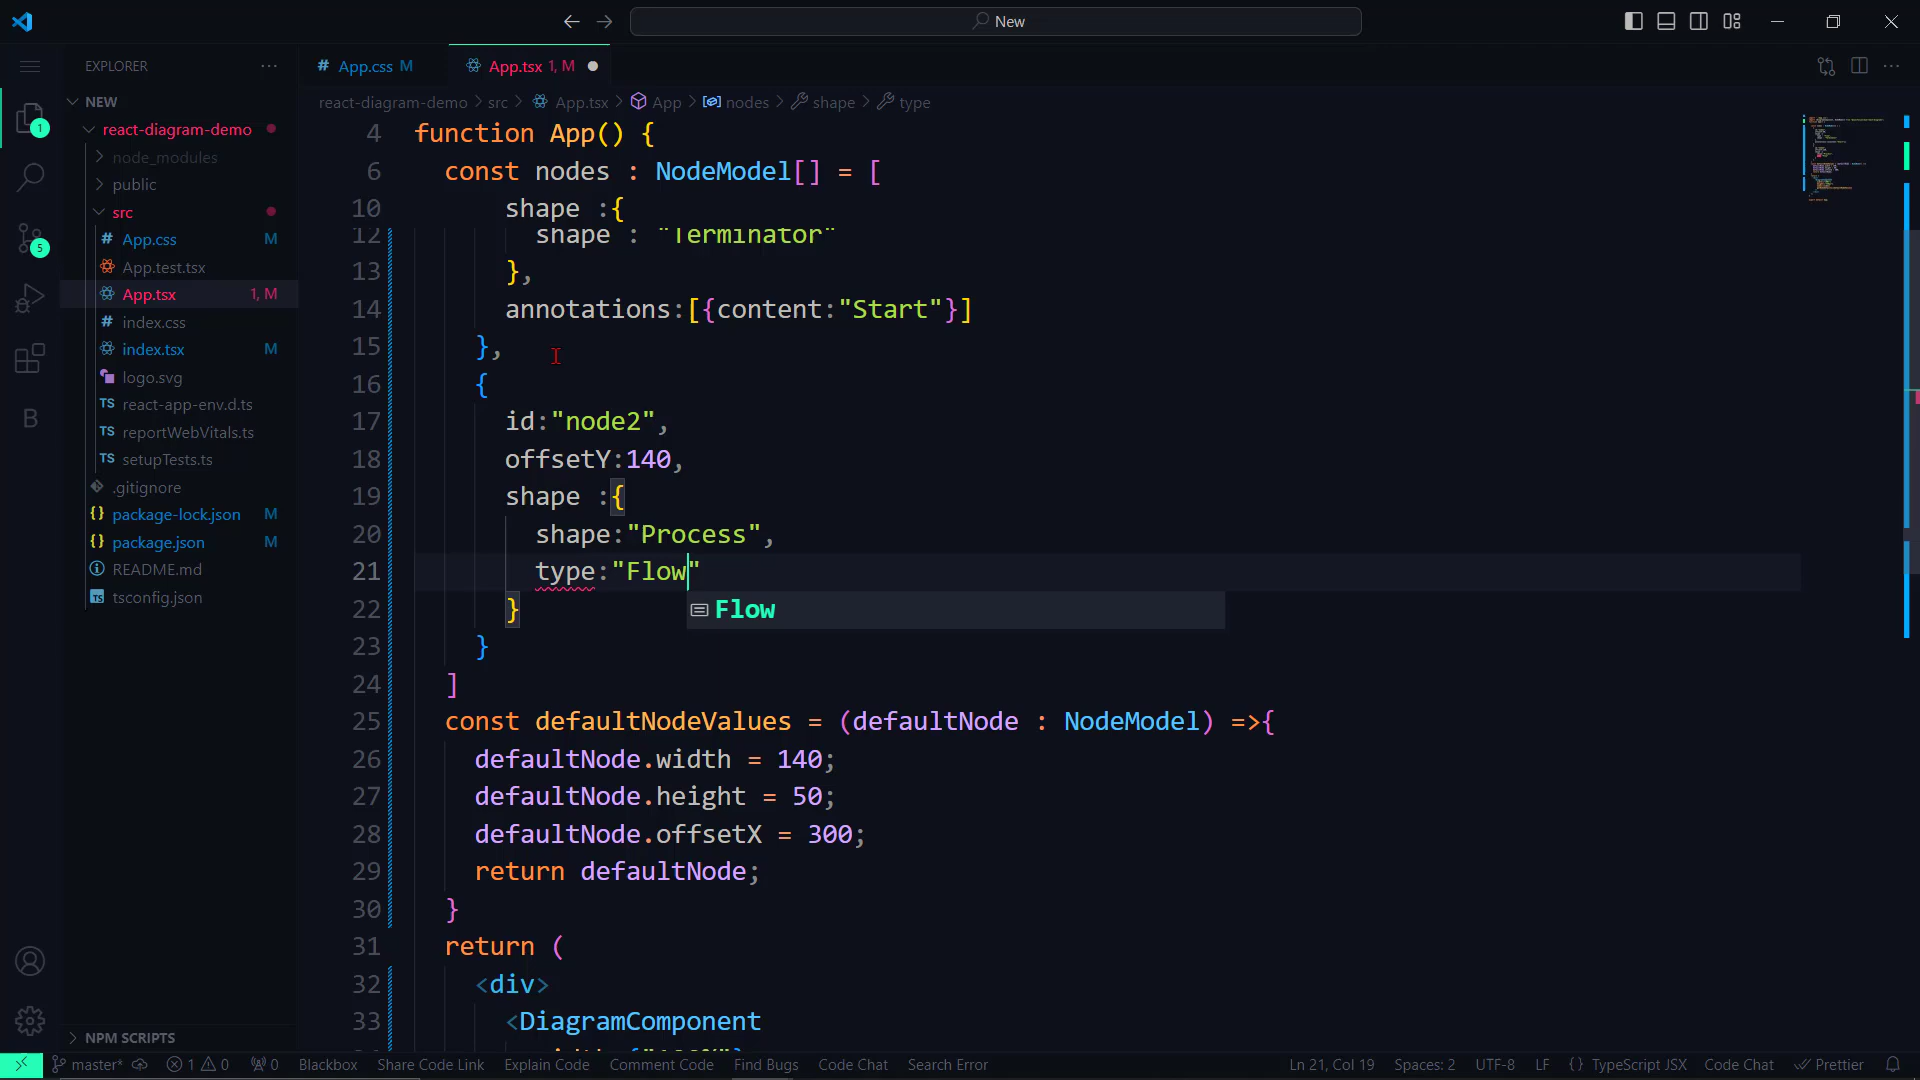 New
EXPLORER
App.css M
App.tsx 1, M
NEW
react-diagram-demo
node_modules
public
src
App.css M
App.test.tsx
App.tsx 1, M
index.css
index.tsx M
logo.svg
TS react-app-env.d.ts
TS reportWebVitals.ts
TS setupTests.ts
.gitignore
package-lock.json M
package.json M
README.md
tsconfig.json
NPM SCRIPTS
1
5
B
react-diagram-demo > src > App.tsx > App > nodes > shape > type
4 function App() {
6 const nodes : NodeModel[] = [
10 shape :{
12 shape : "Terminator"
13 },
14 annotations:[{content:"Start"}]
15 },
16 {
17 id:"node2",
18 offsetY:140,
19 shape :{
20 shape:"Process",
21 type:"Flow"
Flow
22 }
23 }
24 ]
25 const defaultNodeValues = (defaultNode : NodeModel) =>{
26 defaultNode.width = 140;
27 defaultNode.height = 50;
28 defaultNode.offsetX = 300;
29 return defaultNode;
30 }
31 return (
32 <div>
33 <DiagramComponent
master* 1 0 0 Blackbox Share Code Link Explain Code Comment Code Find Bugs Code Chat Search Error Ln 21, Col 19 Spaces: 2 UTF-8 LF {} TypeScript JSX Code Chat Prettier